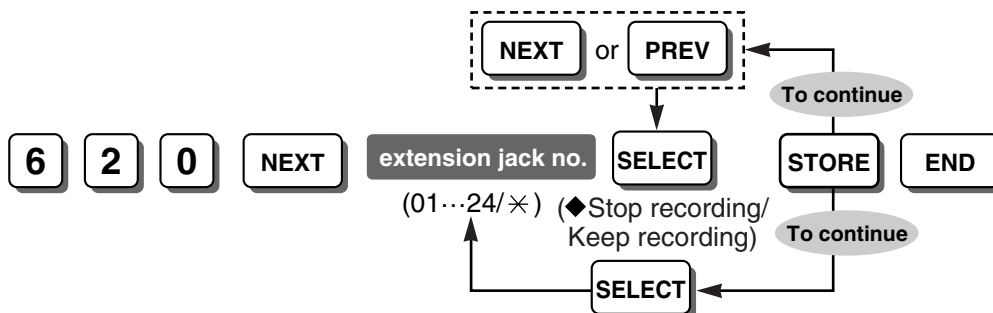 NEXT or PREV
To continue
6 2 0 NEXT extension jack no. SELECT STORE END
(01···24/✳) (◆Stop recording/
Keep recording)
To continue
SELECT